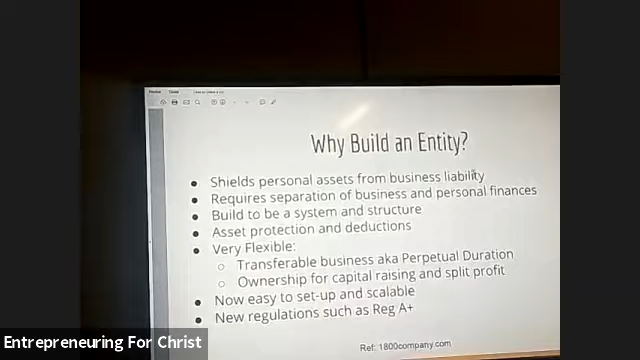 Why Build an Entity?
● Shields personal assets from business liability
● Requires separation of business and personal finances
● Build to be a system and structure
● Asset protection and deductions
● Very Flexible:
○ Transferable business aka Perpetual Duration
○ Ownership for capital raising and split profit
● Now easy to set-up and scalable
● New regulations such as Reg A+
Ref: 1800company.com
Entrepreneuring For Christ